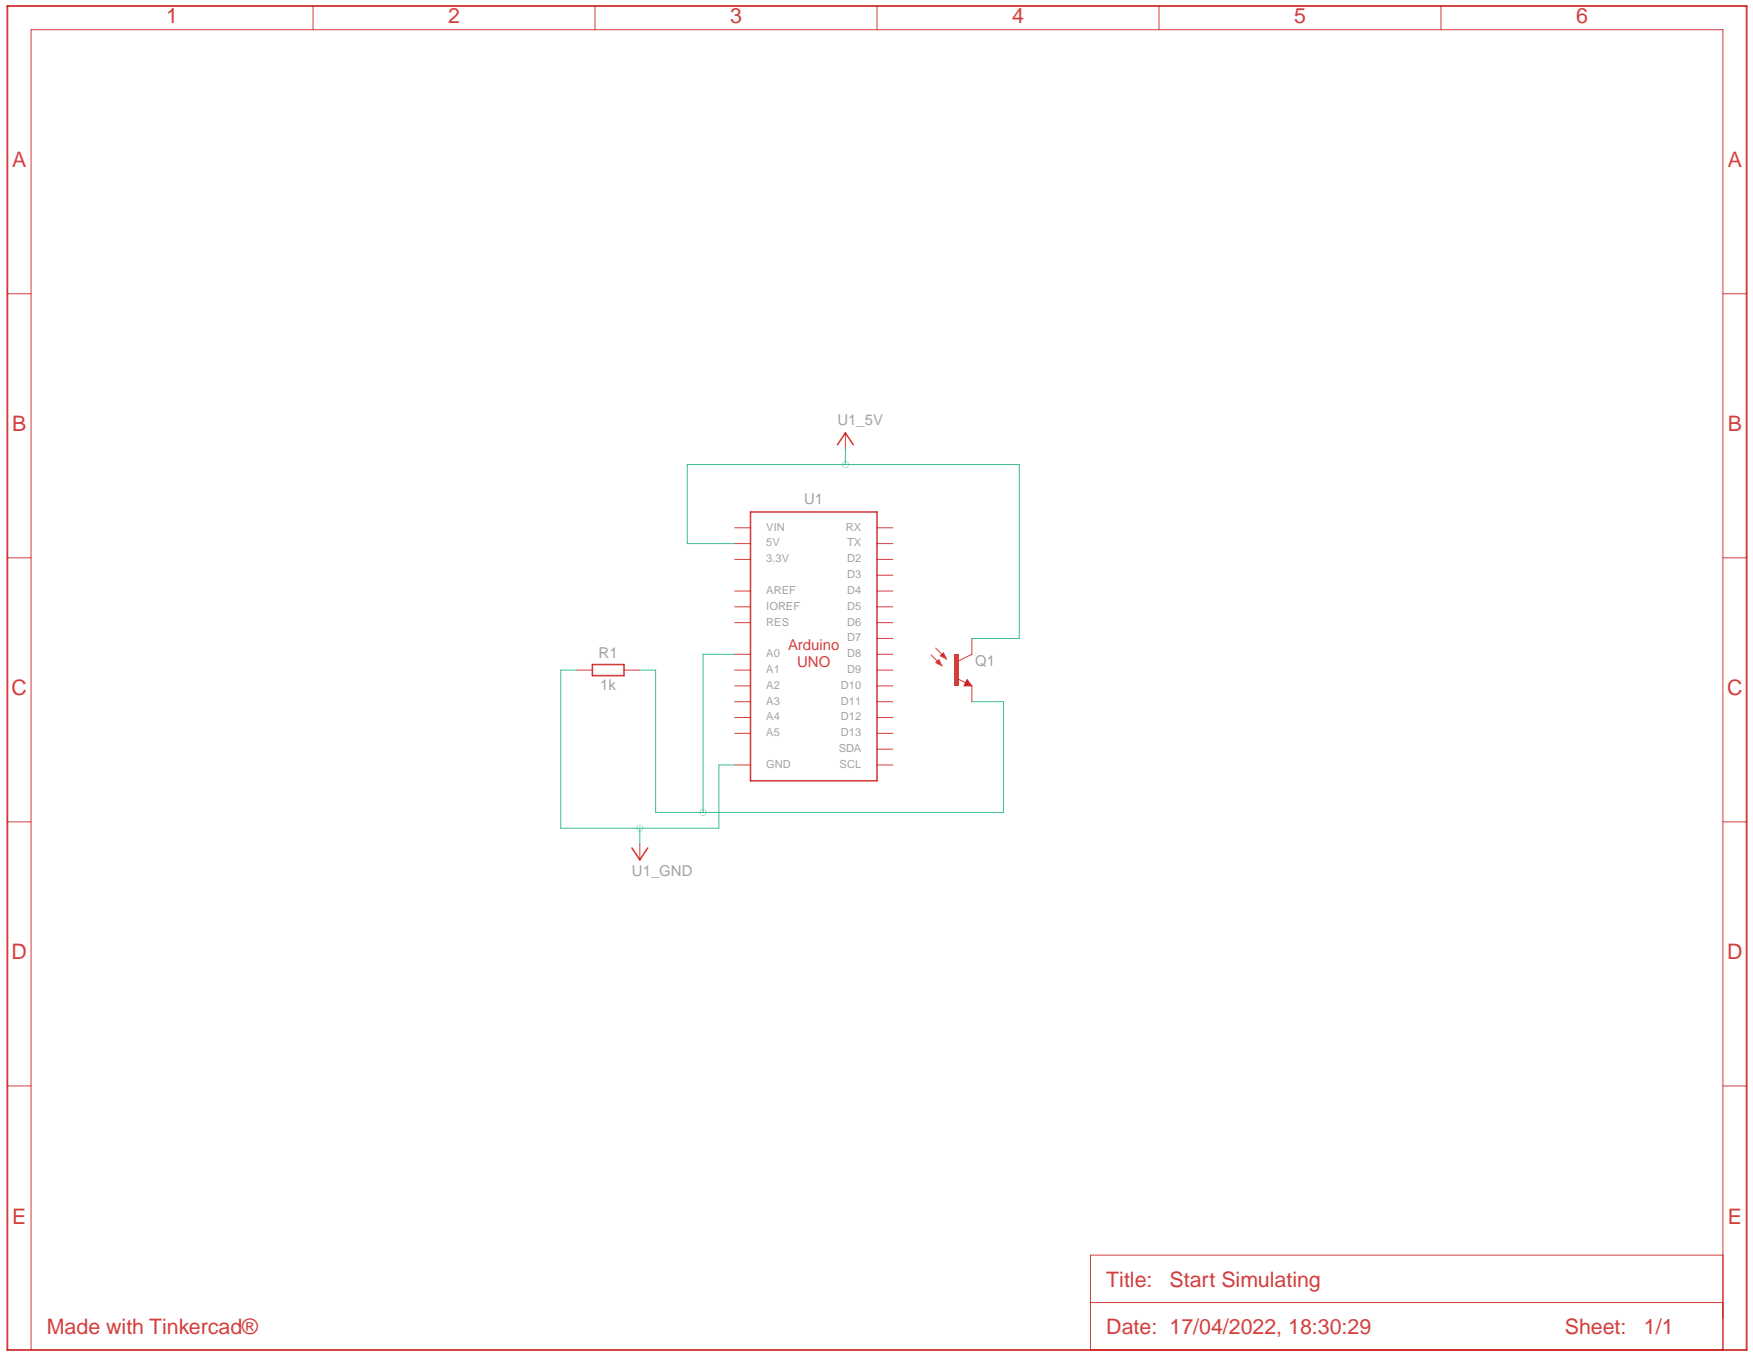 1 2 3 4 5 6
A A
B B
U1_5V
U1
VIN RX
5V TX
3.3V D2
D3
AREF D4
IOREF D5
RES D6
D7
Arduino
UNO
A0 D8
A1 D9
A2 D10
A3 D11
A4 D12
A5 D13
SDA
GND SCL
R1
1k
Q1
C C
U1_GND
D D
E E
Title: Start Simulating
Made with Tinkercad®
Date: 17/04/2022, 18:30:29 Sheet: 1/1